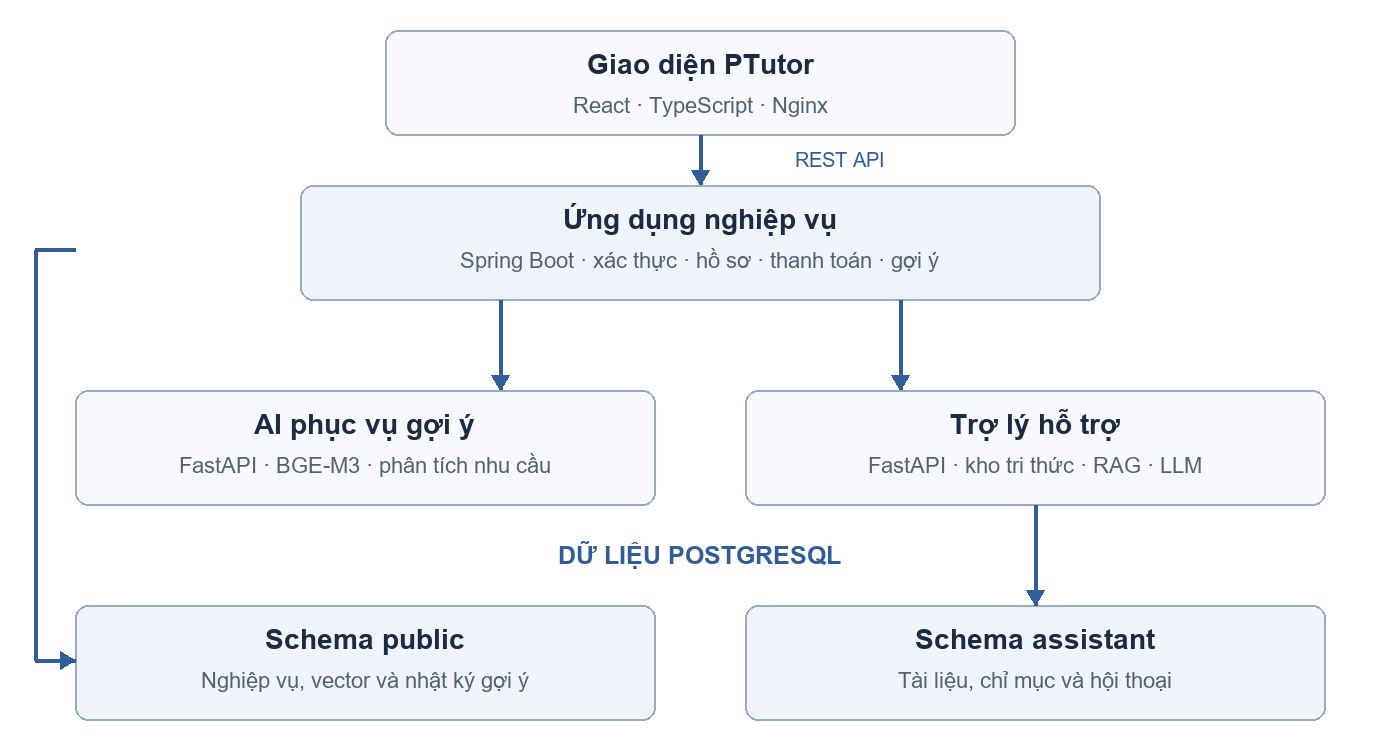 Giao diện PTutor
React · TypeScript · Nginx
REST API
Ứng dụng nghiệp vụ
Spring Boot · xác thực · hồ sơ · thanh toán · gợi ý
AI phục vụ gợi ý
FastAPI · BGE-M3 · phân tích nhu cầu
Trợ lý hỗ trợ
FastAPI · kho tri thức · RAG · LLM
DỮ LIỆU POSTGRESQL
Schema public
Nghiệp vụ, vector và nhật ký gợi ý
Schema assistant
Tài liệu, chỉ mục và hội thoại